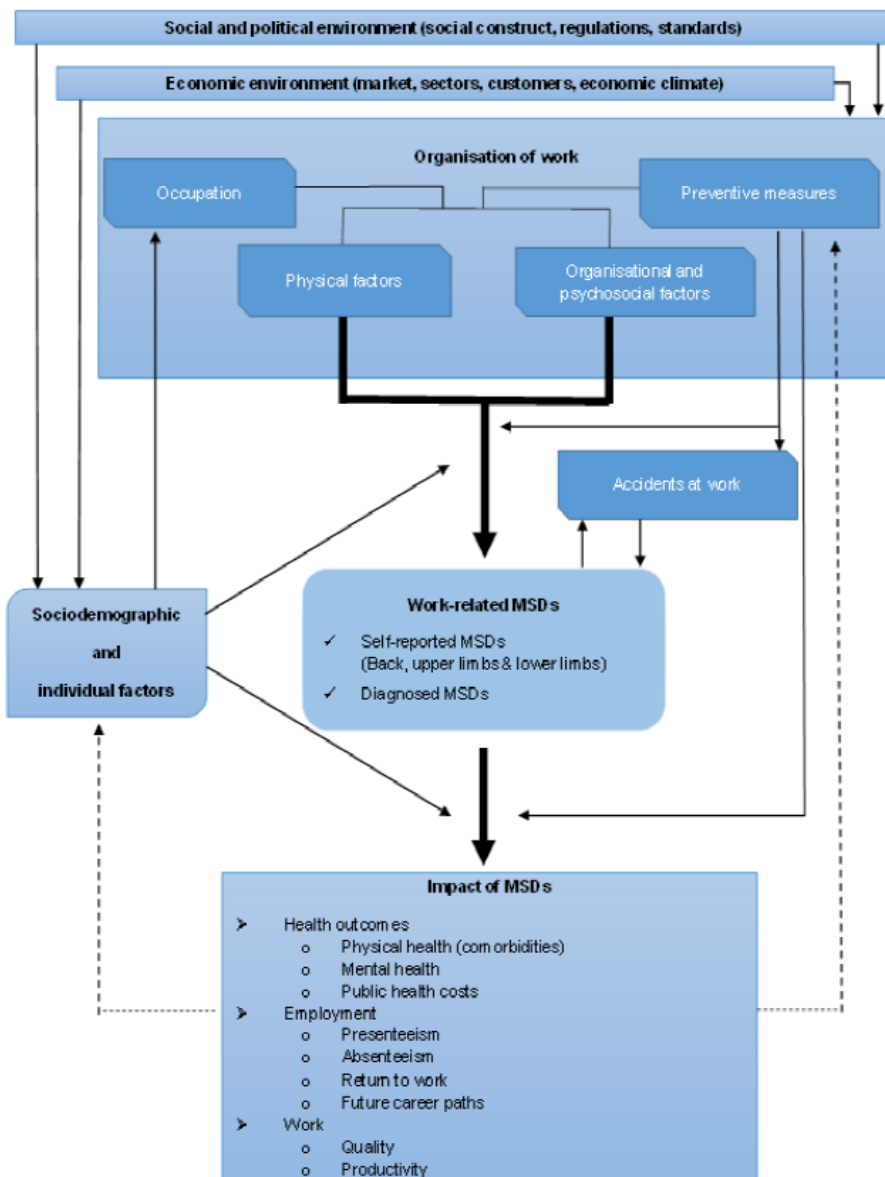 Social and political environment (social construct, regulations, standards)
Economic environment (market, sectors, customers, economic climate)
Organisation of work
Occupation
Preventive measures
Physical factors
Organisational and
psychosocial factors
Accidents at work
Sociodemographic
and
individual factors
Work-related MSDs
✓ Self-reported MSDs
(Back, upper limbs & lower limbs)
✓ Diagnosed MSDs
Impact of MSDs
➢ Health outcomes
o Physical health (comorbidities)
o Mental health
o Public health costs
➢ Employment
o Presenteeism
o Absenteeism
o Return to work
o Future career paths
➢ Work
o Quality
o Productivity